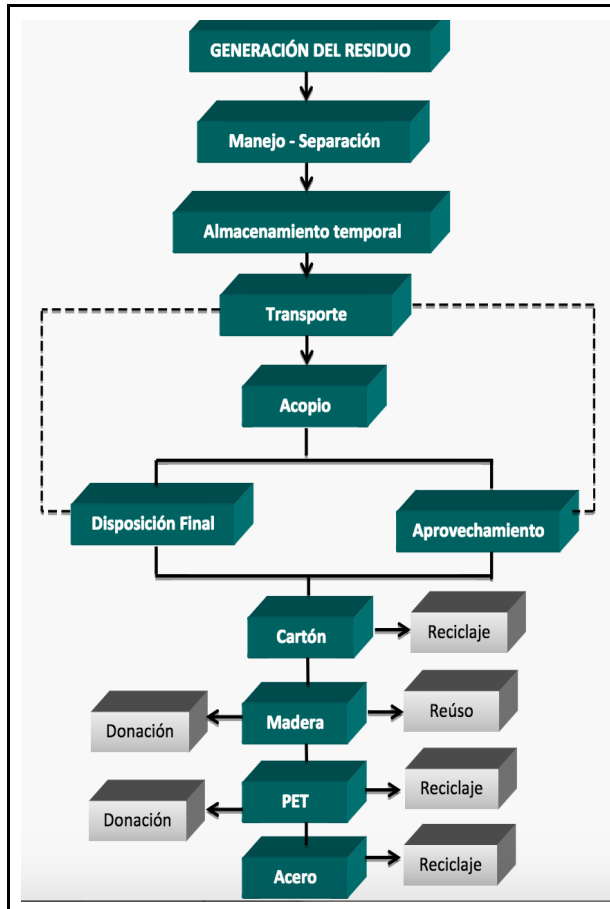 GENERACIÓN DEL RESIDUO
Manejo - Separación
Almacenamiento temporal
Transporte
Acopio
Disposición Final
Aprovechamiento
Cartón
Reciclaje
Donación
Madera
Reúso
Donación
PET
Reciclaje
Acero
Reciclaje